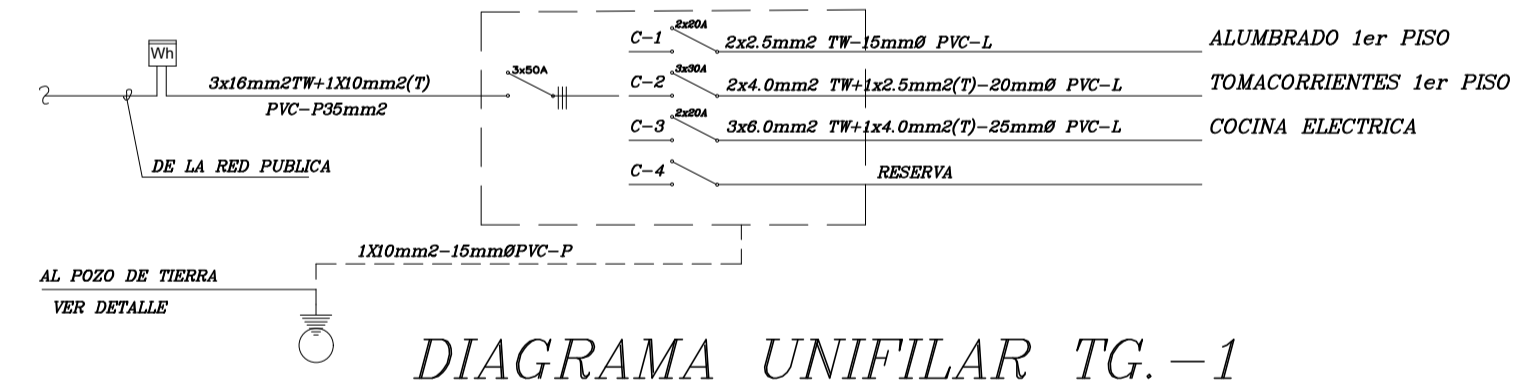 Wh
3x16mm2TW+1X10mm2(T)
PVC-P35mm2
DE LA RED PUBLICA
3x50A
C-1 2x20A 2x2.5mm2 TW-15mmØ PVC-L ALUMBRADO 1er PISO
C-2 3x30A 2x4.0mm2 TW+1x2.5mm2(T)-20mmØ PVC-L TOMACORRIENTES 1er PISO
C-3 2x20A 3x6.0mm2 TW+1x4.0mm2(T)-25mmØ PVC-L COCINA ELECTRICA
C-4 RESERVA
1X10mm2-15mmØPVC-P
AL POZO DE TIERRA
VER DETALLE
DIAGRAMA UNIFILAR TG.-1